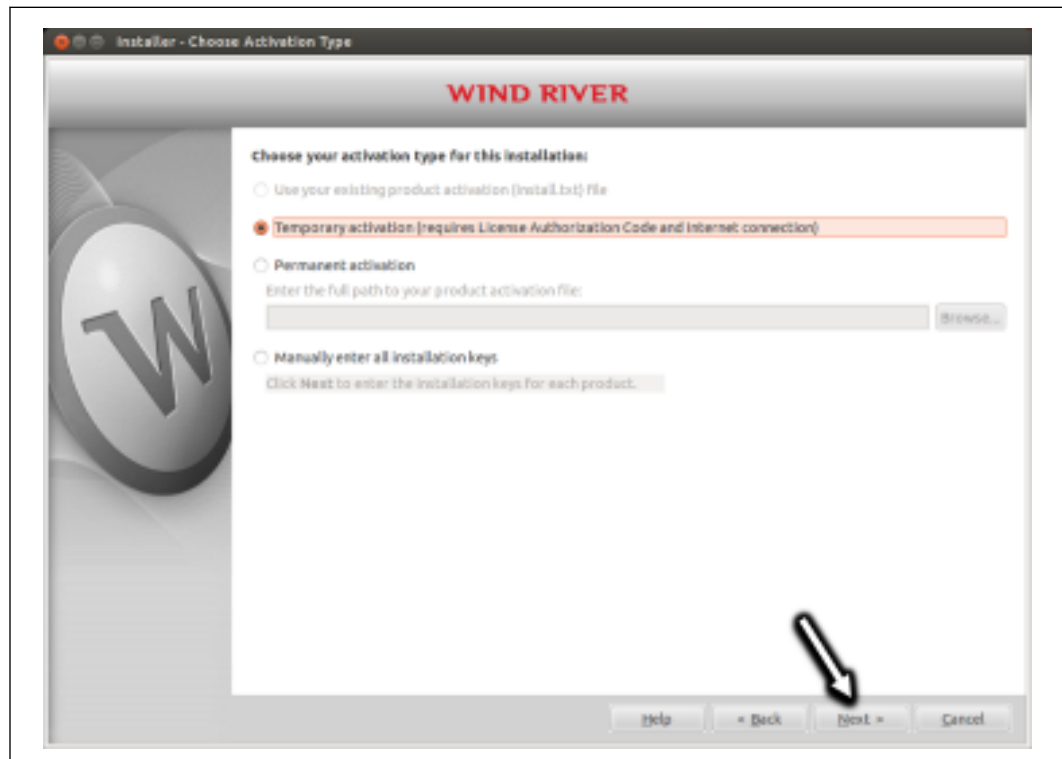 Installer - Choose Activation Type
WIND RIVER
Choose your activation type for this installation:
Use your existing product activation (install.txt) file
Temporary activation (requires License Authorization Code and internet connection)
Permanent activation
Enter the full path to your product activation file:
Browse...
Manually enter all installation keys
Click Next to enter the installation keys for each product.
W
Help < Back Next > Cancel